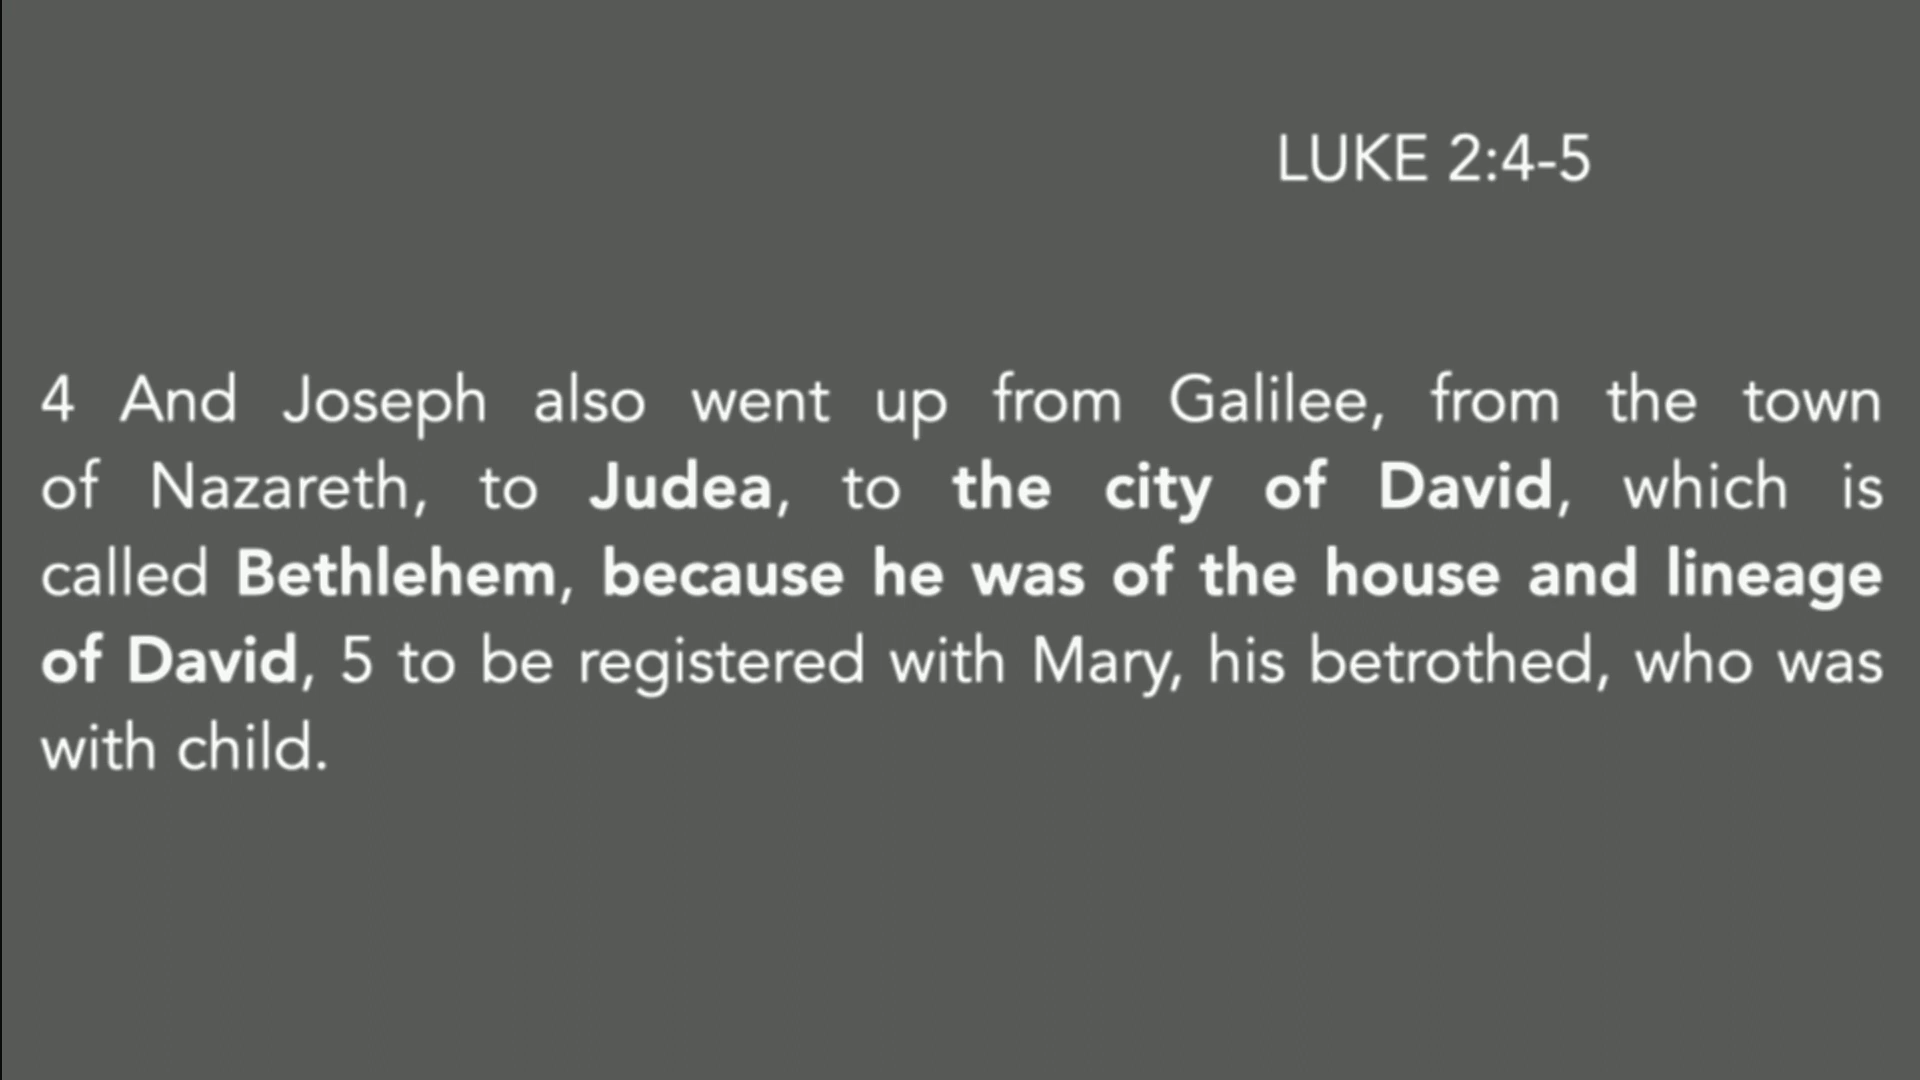 LUKE 2:4-5
4 And Joseph also went up from Galilee, from the town
of Nazareth, to Judea, to the city of David, which is
called Bethlehem, because he was of the house and lineage
of David, 5 to be registered with Mary, his betrothed, who was
with child.